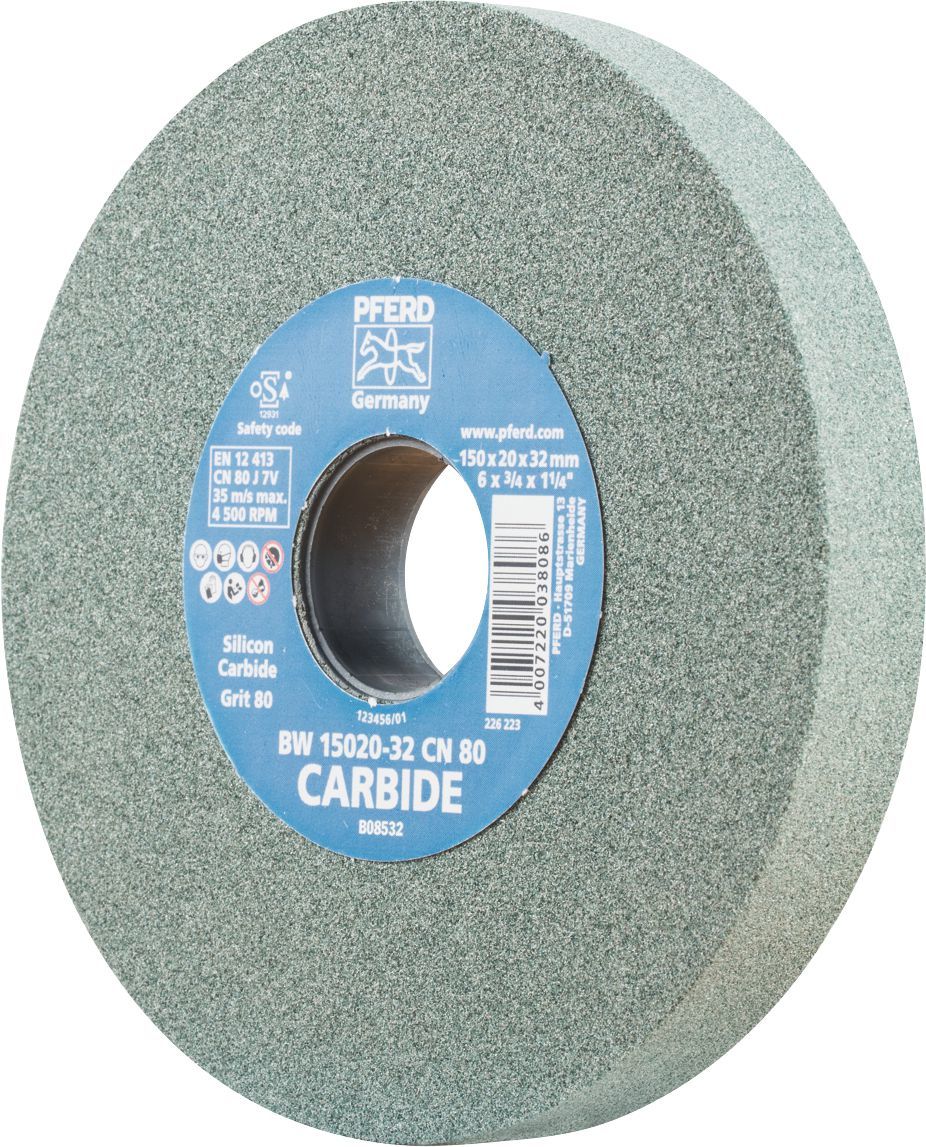 PFERD
Germany
oSA
12931
Safety code
EN 12 413
CN 80 J 7V
35 m/s max.
4 500 RPM
www.pferd.com
150 x 20 x 32 mm
6 x 3/4 x 1 1/4"
4 007220 038086
PFERD · Hauptstrasse 13
D-51709 Marienheide
GERMANY
226 223
Silicon
Carbide
Grit 80
123456/01
BW 15020-32 CN 80
CARBIDE
B08532